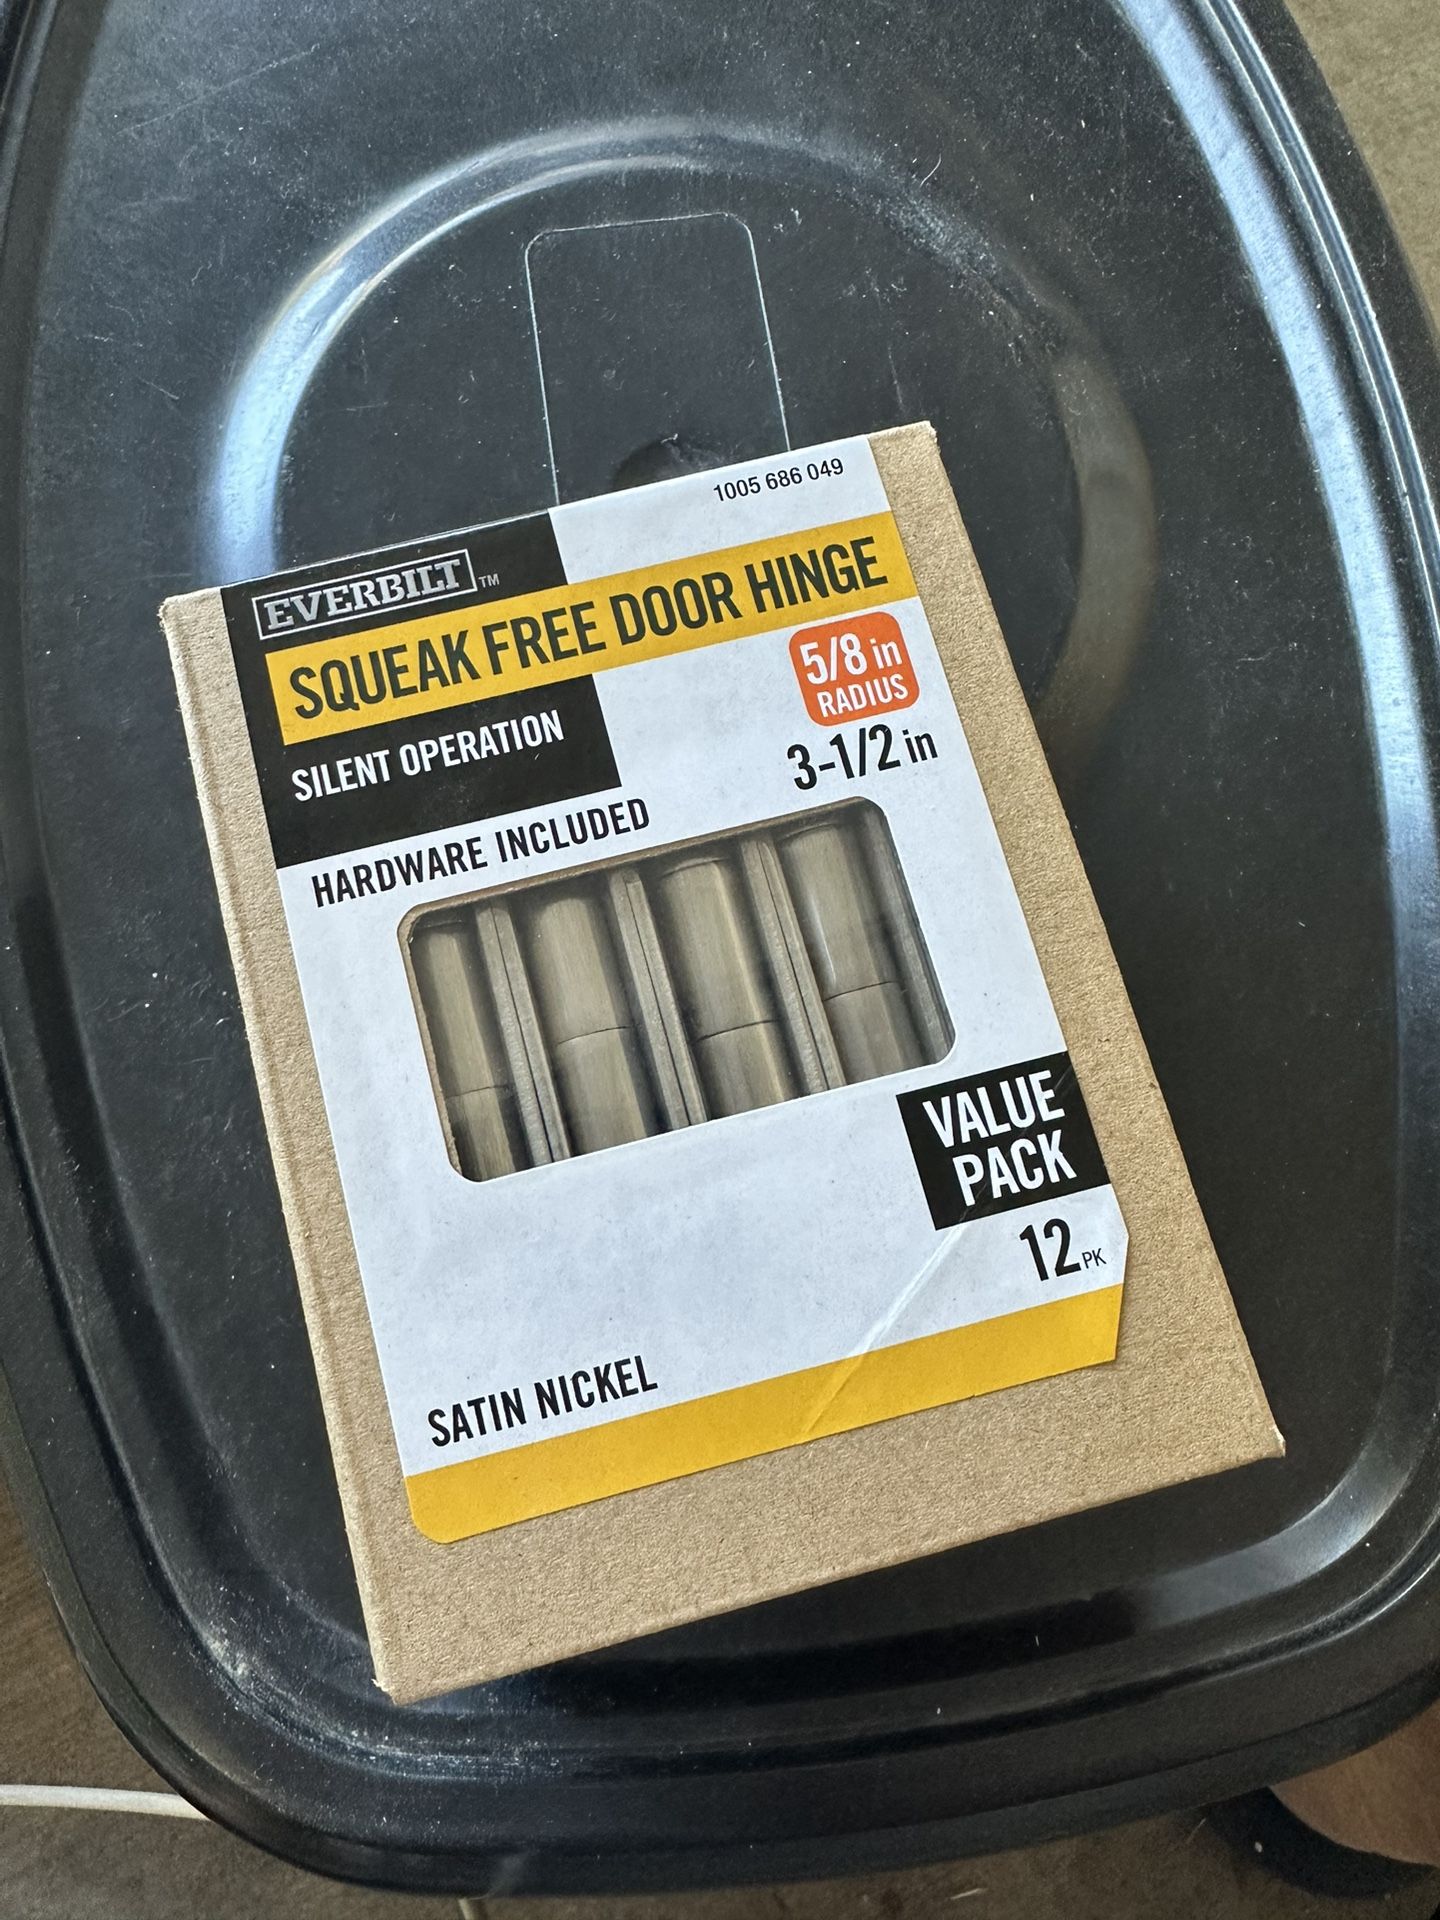 1005 686 049
EVERBILT™
SQUEAK FREE DOOR HINGE
SILENT OPERATION
5/8 in
RADIUS
3-1/2 in
HARDWARE INCLUDED
VALUE
PACK
12 PK
SATIN NICKEL